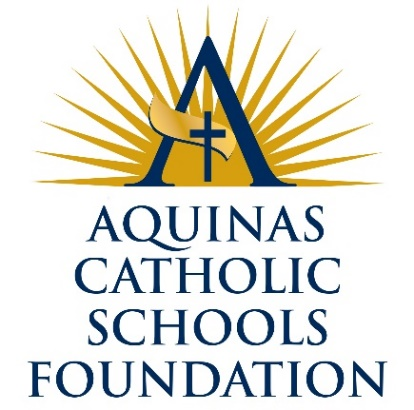 A
AQUINAS
CATHOLIC
SCHOOLS
FOUNDATION